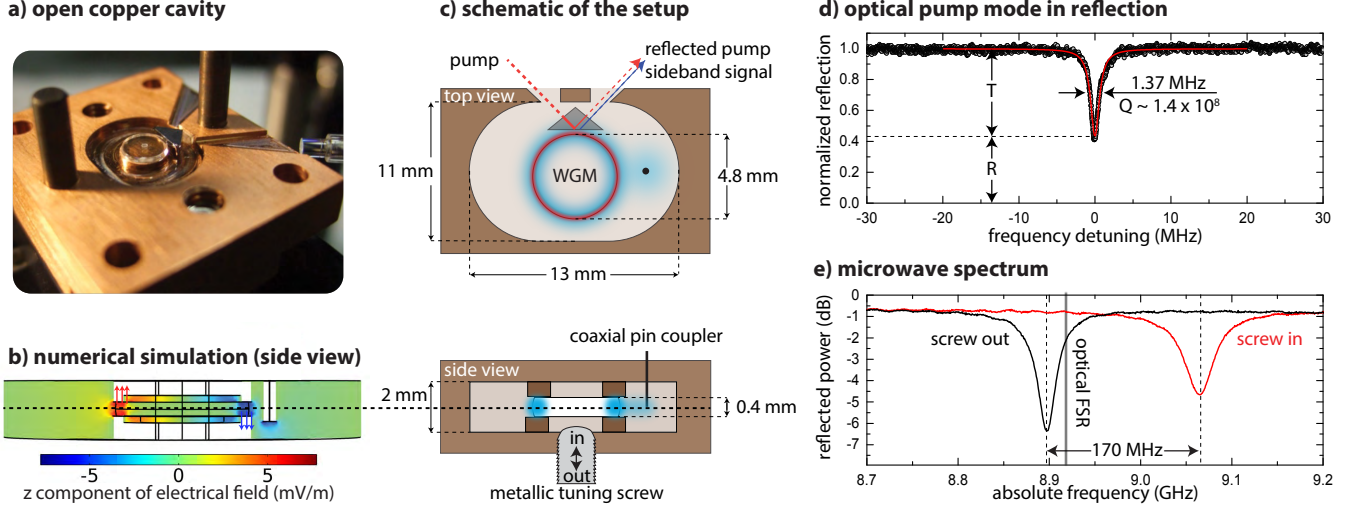 a) open copper cavity
b) numerical simulation (side view)
-5
0
5
z component of electrical field (mV/m)
c) schematic of the setup
pump
reflected pump
sideband signal
top view
WGM
11 mm
4.8 mm
13 mm
coaxial pin coupler
side view
2 mm
0.4 mm
in
out
metallic tuning screw
d) optical pump mode in reflection
normalized reflection
1.0
0.8
0.6
0.4
0.2
0.0
T
R
1.37 MHz
Q ~ 1.4 x 10⁸
-30
-20
-10
0
10
20
30
frequency detuning (MHz)
e) microwave spectrum
reflected power (dB)
0
-1
-2
-3
-4
-5
-6
-7
screw out
optical FSR
screw in
170 MHz
8.7
8.8
8.9
9.0
9.1
9.2
absolute frequency (GHz)